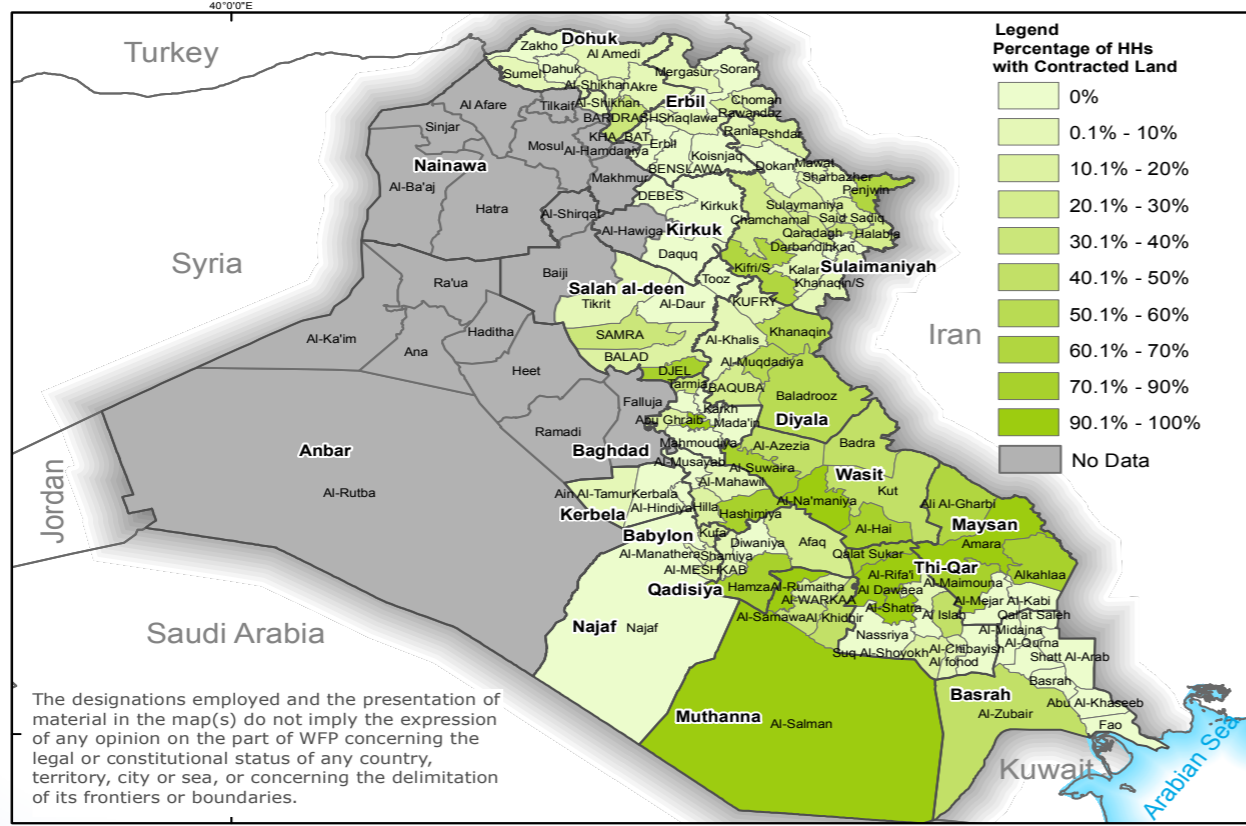 40°0'0"E
Legend
Percentage of HHs
with Contracted Land
0%
0.1% - 10%
10.1% - 20%
20.1% - 30%
30.1% - 40%
40.1% - 50%
50.1% - 60%
60.1% - 70%
70.1% - 90%
90.1% - 100%
No Data
Turkey
Syria
Jordan
Saudi Arabia
Iran
Kuwait
Arabian Sea
Dohuk
Zakho
Al Amedi
Sumel
Dahuk
Al-Shikhan
Akre
Al-Shikhan
BARDRASH
Mergasur
Soran
Erbil
Choman
Rawanduz
Shaqlawa
Rania
Pshdar
KHA_BAT
Erbil
Koisnjaq
BENSLAWA
Makhmur
Nainawa
Al Afare
Tilkaif
Sinjar
Mosul
Al-Hamdaniya
Al-Ba'aj
Hatra
Al-Shirqat
DEBES
Kirkuk
Al-Hawiga
Kirkuk
Daquq
Dokan
Mawat
Sharbazher
Penjwin
Sulaymaniya
Chamchamal
Said Sadiq
Qaradagh
Halabja
Darbandihkan
Kifri/S
Kalar
Sulaimaniyah
Khanaqin/S
Baiji
Salah al-deen
Tooz
Tikrit
Al-Daur
KUFRY
SAMRA
BALAD
DJEL
Tarmia
Khanaqin
Al-Khalis
Al-Muqdadiya
BAQUBA
Baladrooz
Diyala
Ra'ua
Al-Ka'im
Ana
Haditha
Heet
Falluja
Ramadi
Anbar
Al-Rutba
Abu Ghraib
Karkh
Mada'in
Baghdad
Mahmoudiya
Al-Azezia
Badra
Al-Suwaira
Wasit
Kut
Al-Na'maniya
Al-Hai
Al-Musayab
Al-Mahawil
Hilla
Hashimiya
Babylon
Ain Al-Tamur
Kerbala
Al-Hindiya
Kerbela
Kufa
Al-Manathera
Al-MESHKAB
Najaf
Najaf
Diwaniya
Afaq
Shamiya
Hamza
Qadisiya
Ali Al-Gharbi
Maysan
Amara
Alkahlaa
Al-Maimouna
Al-Mejar Al-Kabi
Qal'at Saleh
Qalat Sukar
Thi-Qar
Al-Rifa'i
Al Dawaea
Al-Shatra
Al Islah
Nassriya
Suq Al-Shoyokh
Al-Chibayish
Al fohod
Al-Rumaitha
Al-WARKAA
Al-Samawa
Al Khidhir
Muthanna
Al-Salman
Al-Midajna
Al-Qurna
Shatt Al-Arab
Basrah
Basrah
Abu Al-Khaseeb
Al-Zubair
Fao
The designations employed and the presentation of
material in the map(s) do not imply the expression
of any opinion on the part of WFP concerning the
legal or constitutional status of any country,
territory, city or sea, or concerning the delimitation
of its frontiers or boundaries.